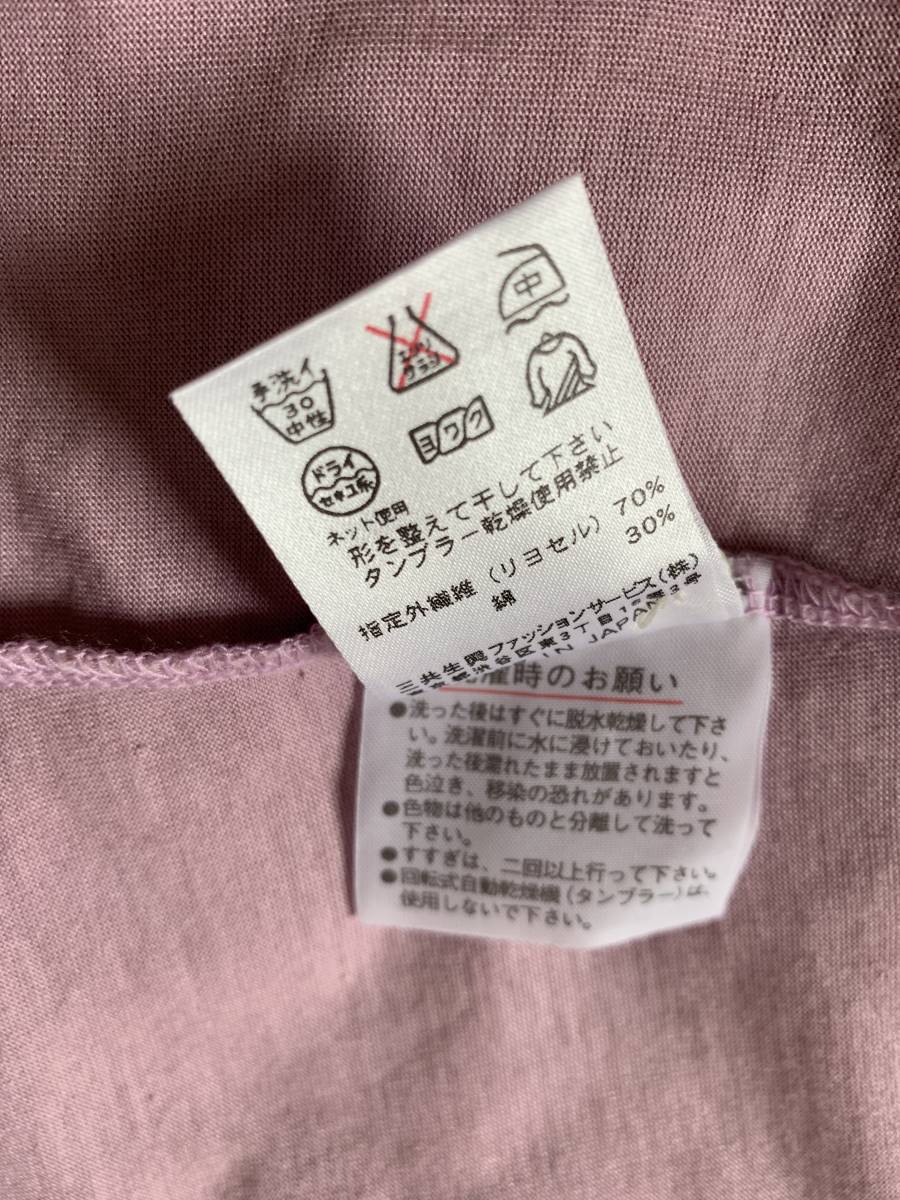 手洗イ
30
中性
エンソ
サラシ
中
ドライ
セキユ系
ヨワク
ネット使用
形を整えて干して下さい
タンブラー乾燥使用禁止
指定外繊維（リヨセル）70%
綿 30%
三共生興ファッションサービス（株）
渋谷区東3丁目
IN JAPAN
濯時のお願い
●洗った後はすぐに脱水乾燥して下さ
い。洗濯前に水に浸けておいたり、
洗った後濡れたまま放置されますと
色泣き、移染の恐れがあります。
●色物は他のものと分離して洗って
下さい。
●すすぎは、二回以上行って下さい。
●回転式自動乾燥機（タンブラー）は、
使用しないで下さい。